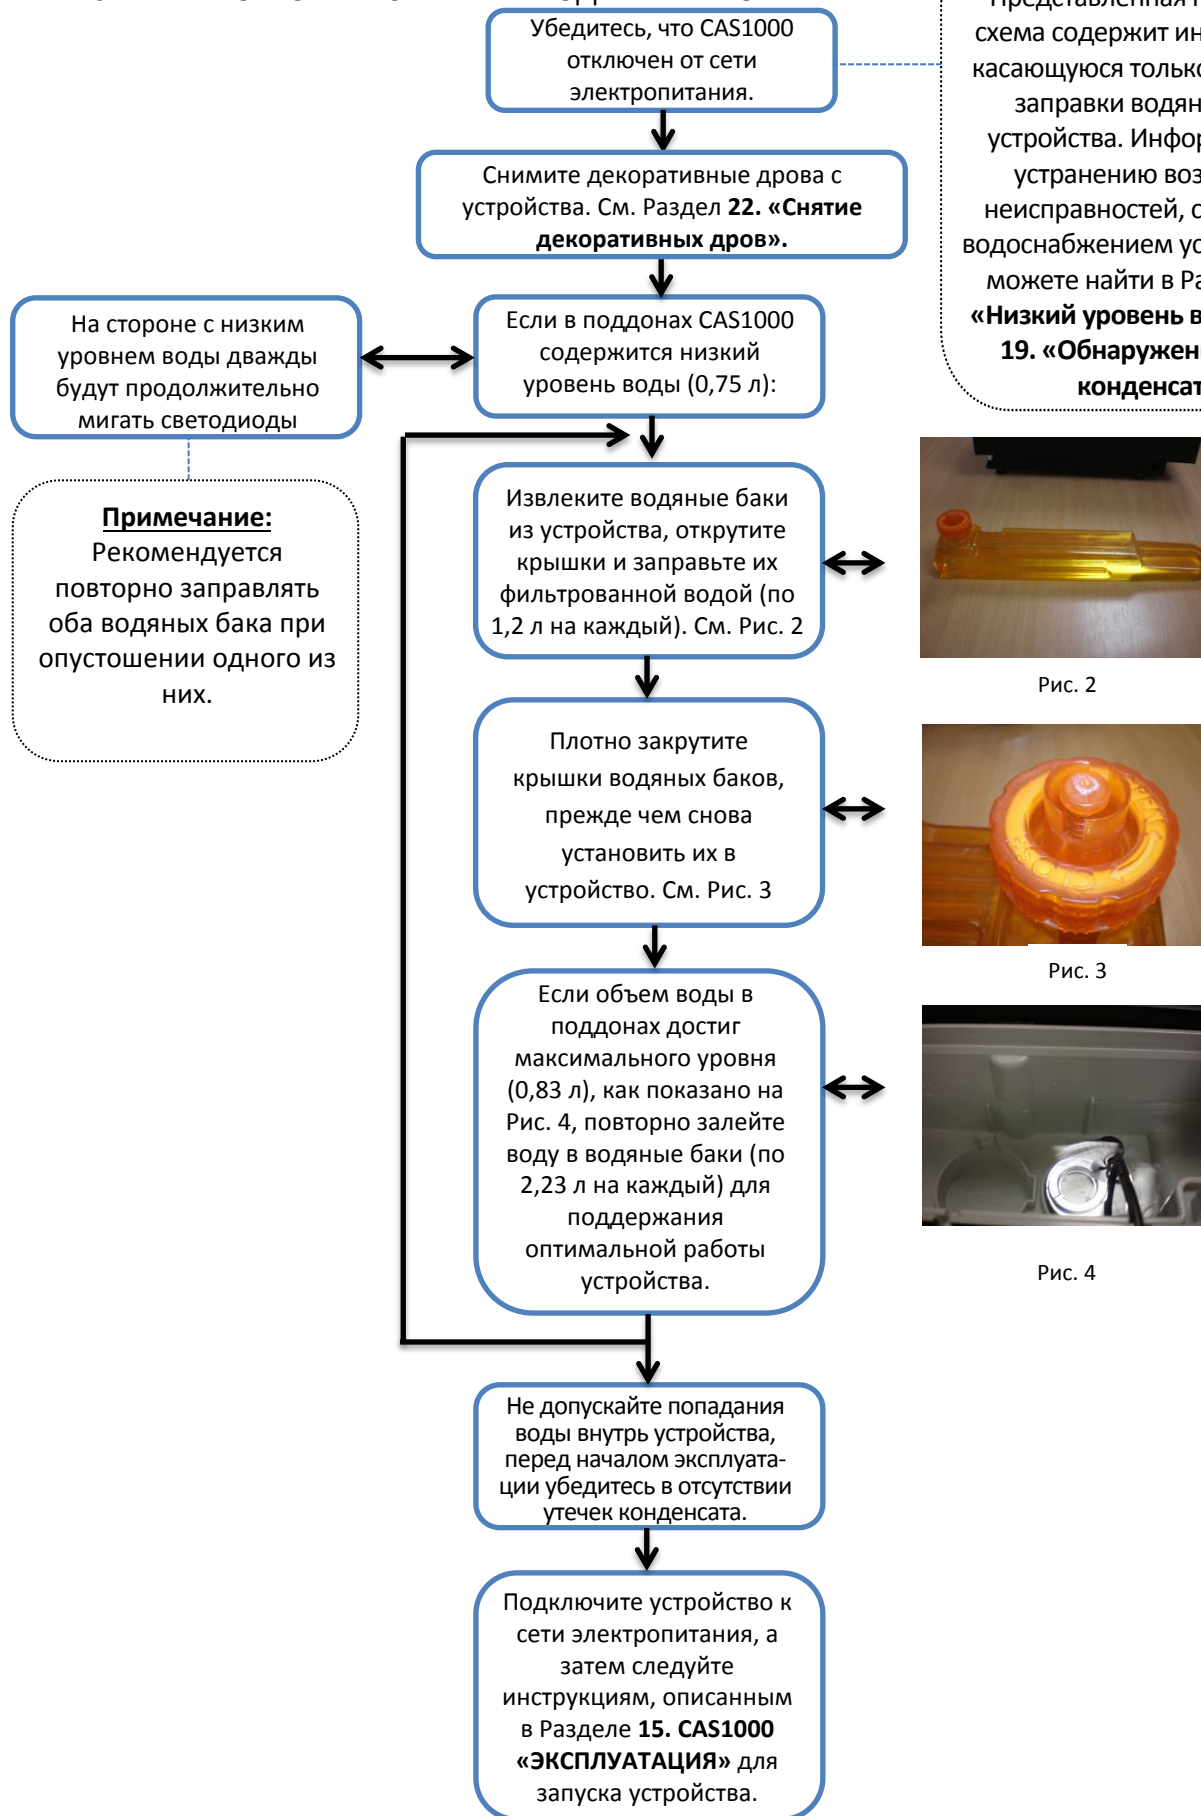 Убедитесь, что CAS1000
отключен от сети
электропитания.
схема содержит
касающуюся только
заправки
устройства.
устранению
неисправностей,
водоснабжением
можете найти в
«Низкий уровень
19.
Снимите декоративные дрова с
устройства. См. Раздел 22. «Снятие
декоративных дров».
На стороне с низким
уровнем воды дважды
будут продолжительно
мигать светодиоды
Если в поддонах CAS1000
содержится низкий
уровень воды (0,75 л):
Примечание:
Рекомендуется
повторно заправлять
оба водяных бака при
опустошении одного из
них.
Извлеките водяные баки
из устройства, открутите
крышки и заправьте их
фильтрованной водой (по
1,2 л на каждый). См. Рис. 2
Рис. 2
Плотно закрутите
крышки водяных баков,
прежде чем снова
установить их в
устройство. См. Рис. 3
CLOSE
Рис. 3
Если объем воды в
поддонах достиг
максимального уровня
(0,83 л), как показано на
Рис. 4, повторно залейте
воду в водяные баки (по
2,23 л на каждый) для
поддержания
оптимальной работы
устройства.
Рис. 4
Не допускайте попадания
воды внутрь устройства,
перед началом эксплуата-
ции убедитесь в отсутствии
утечек конденсата.
Подключите устройство к
сети электропитания, а
затем следуйте
инструкциям, описанным
в Разделе 15. CAS1000
«ЭКСПЛУАТАЦИЯ» для
запуска устройства.